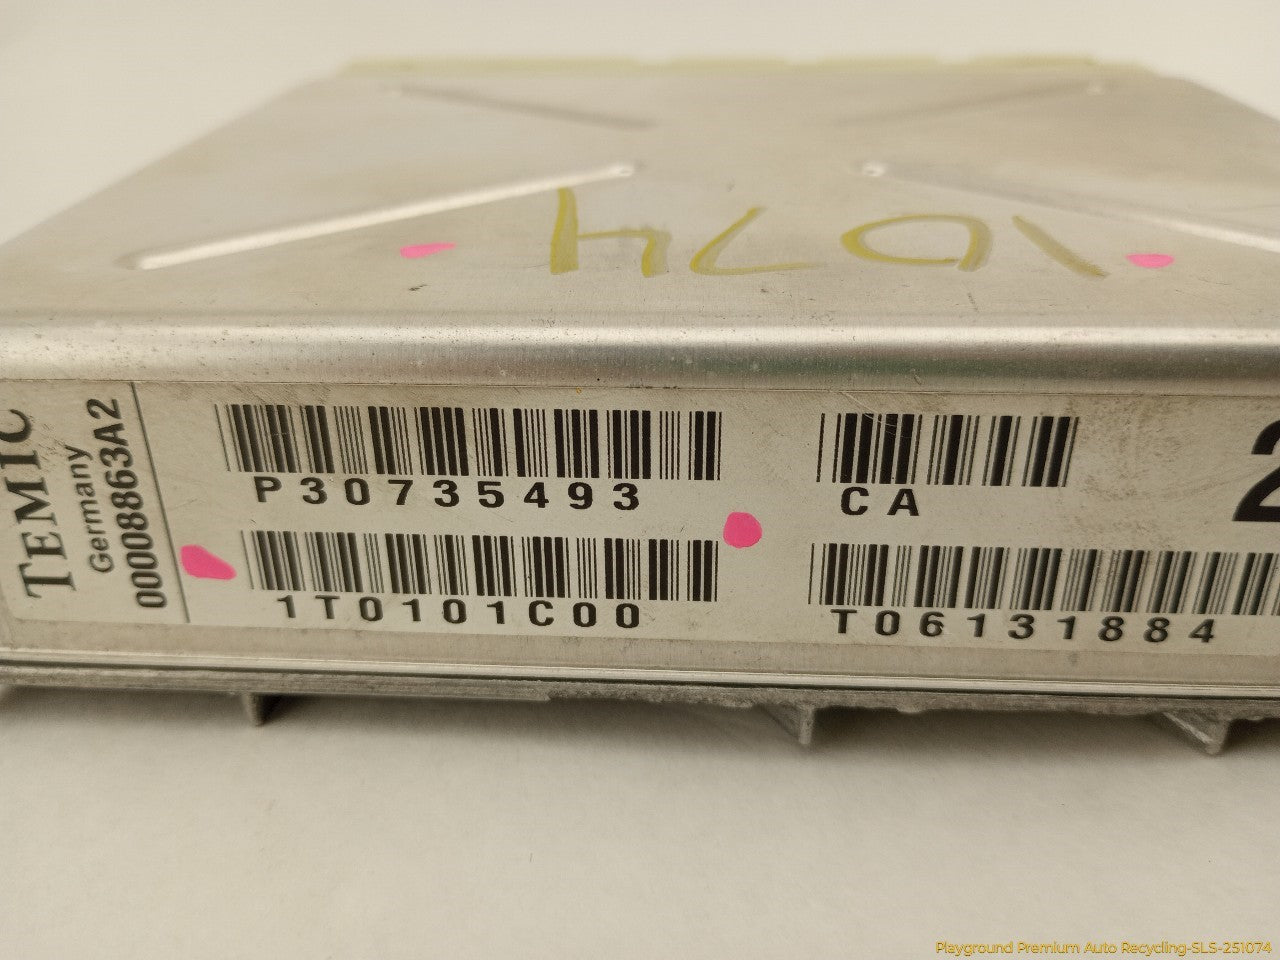 1074
TEMIC
Germany
00008863A2
P30735493
CA
2
1T0101C00
T06131884
Playground Premium Auto Recycling-SLS-251074